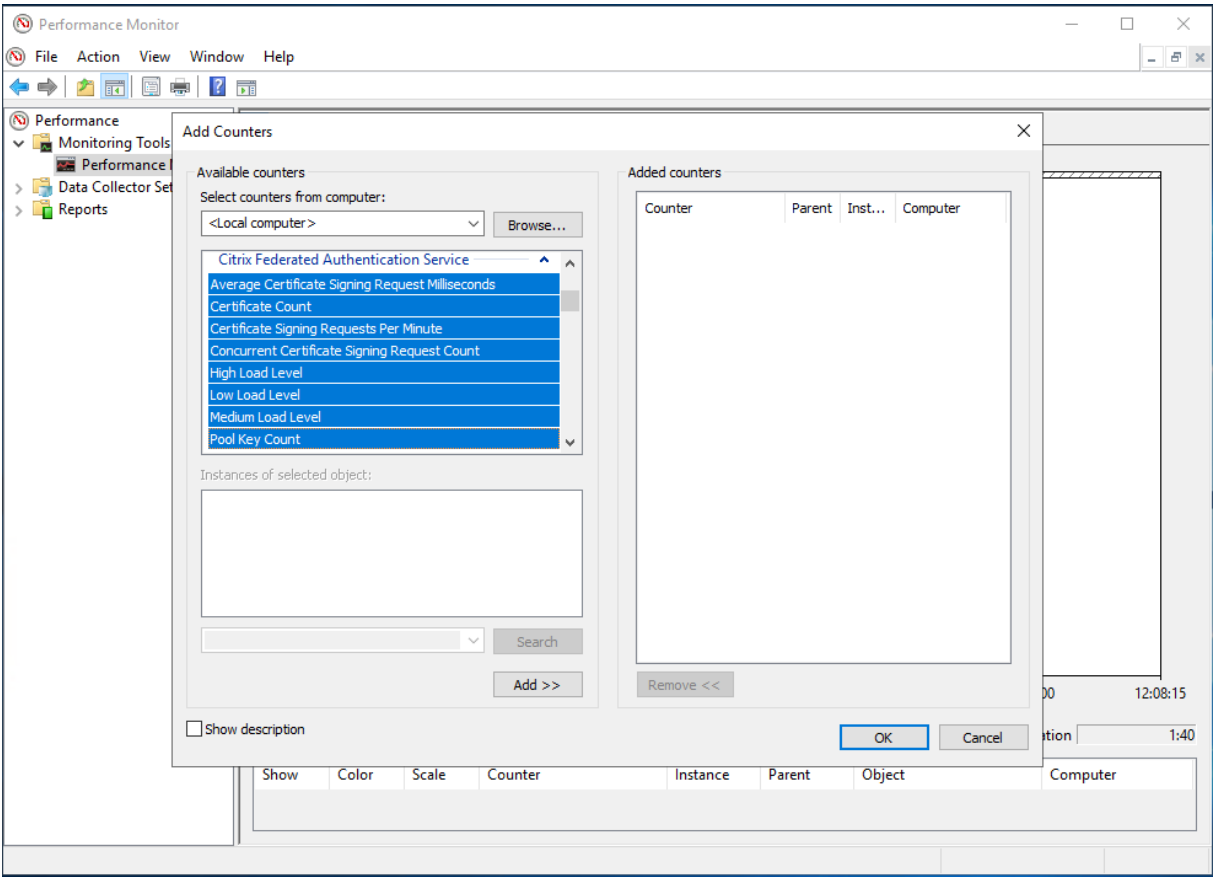 Performance Monitor
File Action View Window Help
Performance
Monitoring Tools
Performance
Data Collector Set
Reports
Add Counters
Available counters
Select counters from computer:
<Local computer>
Browse...
Citrix Federated Authentication Service
Average Certificate Signing Request Milliseconds
Certificate Count
Certificate Signing Requests Per Minute
Concurrent Certificate Signing Request Count
High Load Level
Low Load Level
Medium Load Level
Pool Key Count
Instances of selected object:
Search
Add >>
Show description
Added counters
Counter Parent Inst... Computer
Remove <<
OK Cancel
00 12:08:15
ation 1:40
Show Color Scale Counter Instance Parent Object Computer